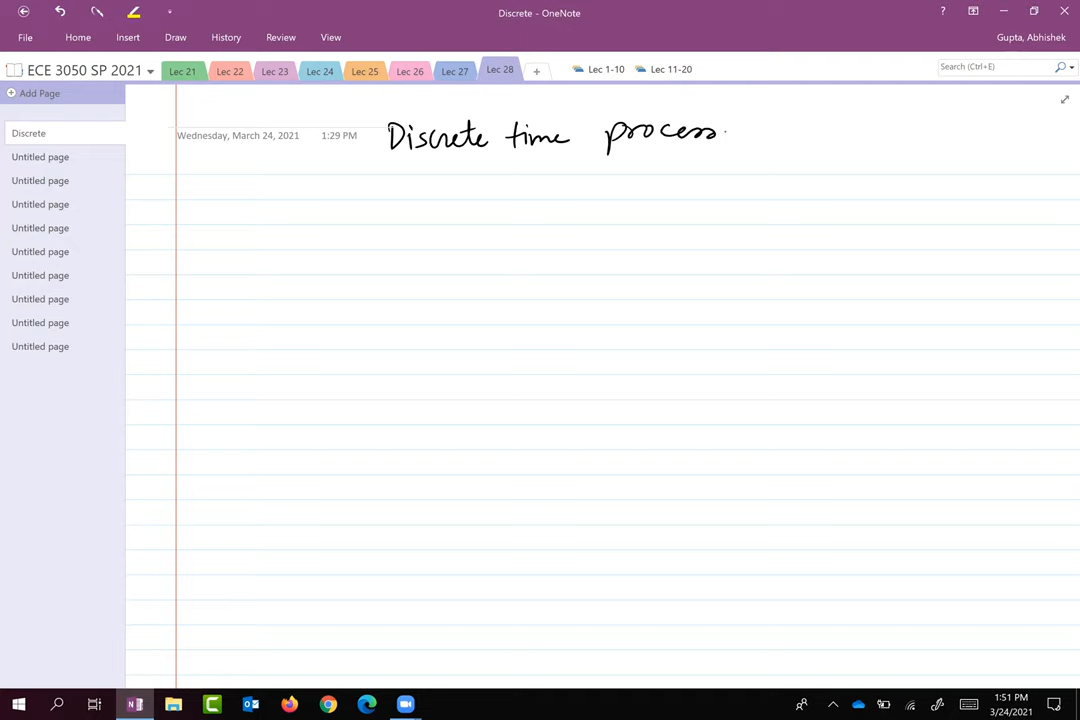 Discrete - OneNote
?
File
Home
Insert
Draw
History
Review
View
Gupta, Abhishek
ECE 3050 SP 2021
Lec 21
Lec 22
Lec 23
Lec 24
Lec 25
Lec 26
Lec 27
Lec 28
+
Lec 1-10
Lec 11-20
Search (Ctrl+E)
Add Page
Discrete
Untitled page
Untitled page
Untitled page
Untitled page
Untitled page
Untitled page
Untitled page
Untitled page
Untitled page
Wednesday, March 24, 2021 1:29 PM
Discrete time process
1:51 PM
3/24/2021